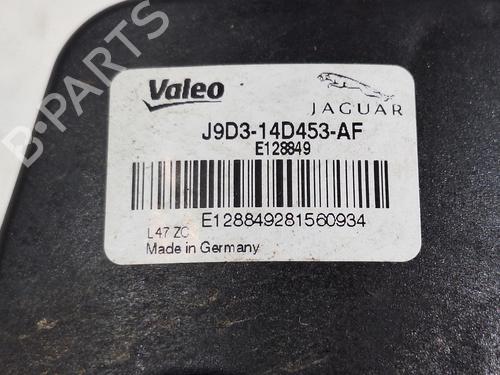 Valeo
JAGUAR
J9D3-14D453-AF
E128849
E128849281560934
L47 ZC
Made in Germany
B-PARTS